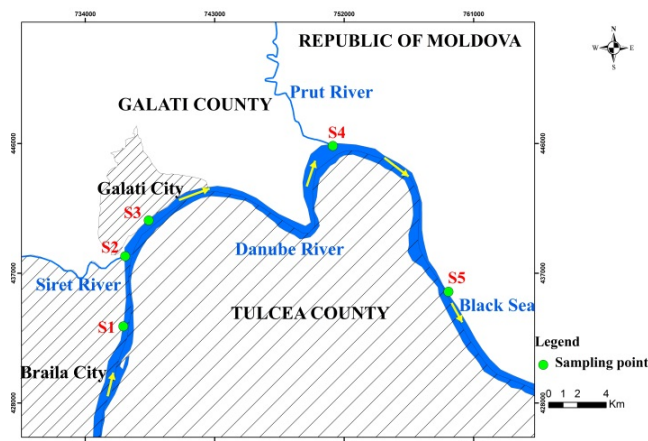 734000 743000 752000 761000
REPUBLIC OF MOLDOVA
N
W E
S
Prut River
GALATI COUNTY
S4
446000 446000
Galati City
S3
S2
Danube River
437000 437000
Siret River
S5
Black Sea
TULCEA COUNTY
S1
Legend
Sampling point
Braila City
0 1 2 4
Km
428000 428000